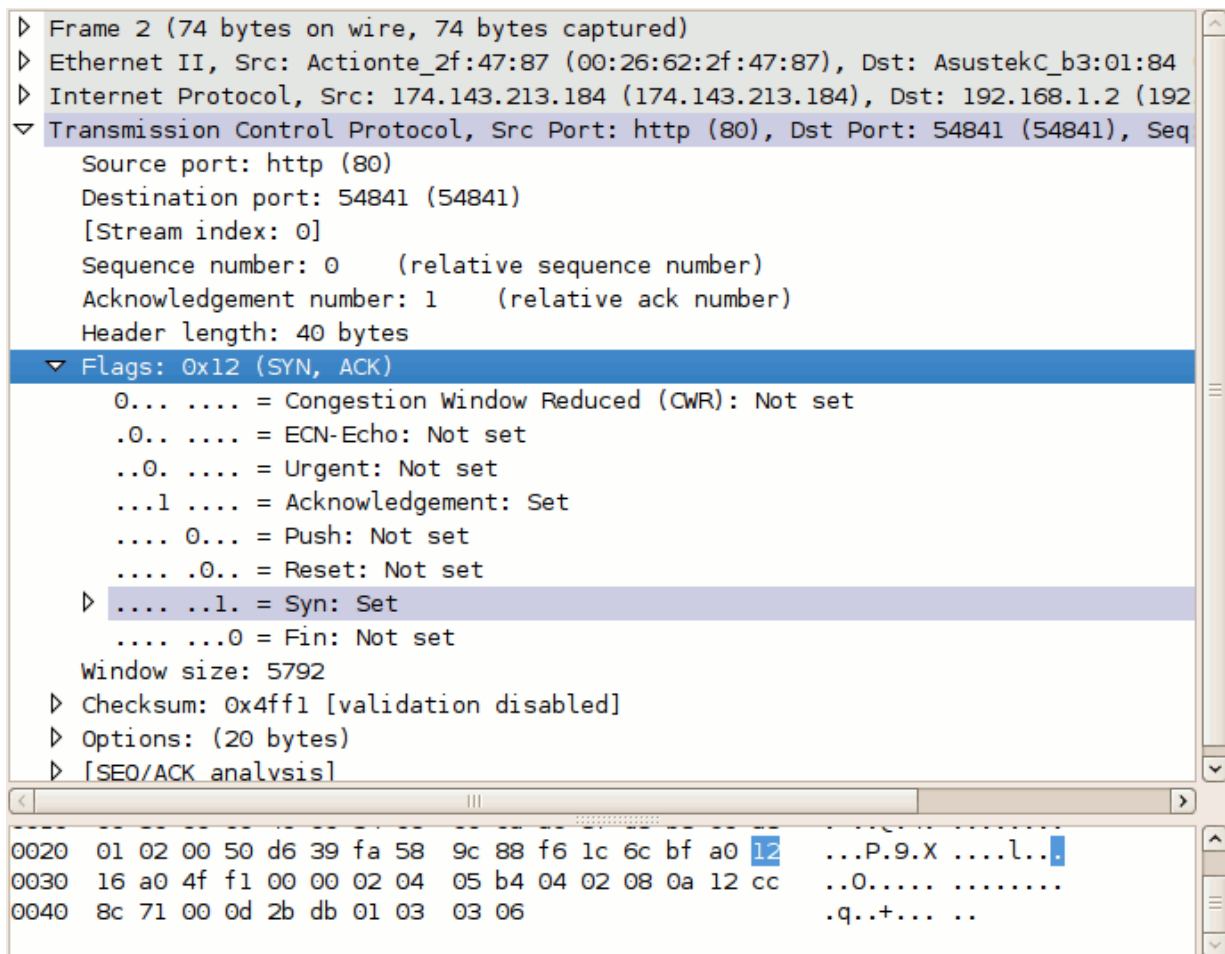 Frame 2 (74 bytes on wire, 74 bytes captured)
Ethernet II, Src: Actionte_2f:47:87 (00:26:62:2f:47:87), Dst: AsustekC_b3:01:84
Internet Protocol, Src: 174.143.213.184 (174.143.213.184), Dst: 192.168.1.2 (192
Transmission Control Protocol, Src Port: http (80), Dst Port: 54841 (54841), Seq
Source port: http (80)
Destination port: 54841 (54841)
[Stream index: 0]
Sequence number: 0    (relative sequence number)
Acknowledgement number: 1    (relative ack number)
Header length: 40 bytes
Flags: 0x12 (SYN, ACK)
0... .... = Congestion Window Reduced (CWR): Not set
.0.. .... = ECN-Echo: Not set
..0. .... = Urgent: Not set
...1 .... = Acknowledgement: Set
.... 0... = Push: Not set
.... .0.. = Reset: Not set
.... ..1. = Syn: Set
.... ...0 = Fin: Not set
Window size: 5792
Checksum: 0x4ff1 [validation disabled]
Options: (20 bytes)
[SEQ/ACK analysis]
0020  01 02 00 50 d6 39 fa 58  9c 88 f6 1c 6c bf a0 12   ...P.9.X ....l...
0030  16 a0 4f f1 00 00 02 04  05 b4 04 02 08 0a 12 cc   ..O..... ........
0040  8c 71 00 0d 2b db 01 03  03 06   .q..+... ..